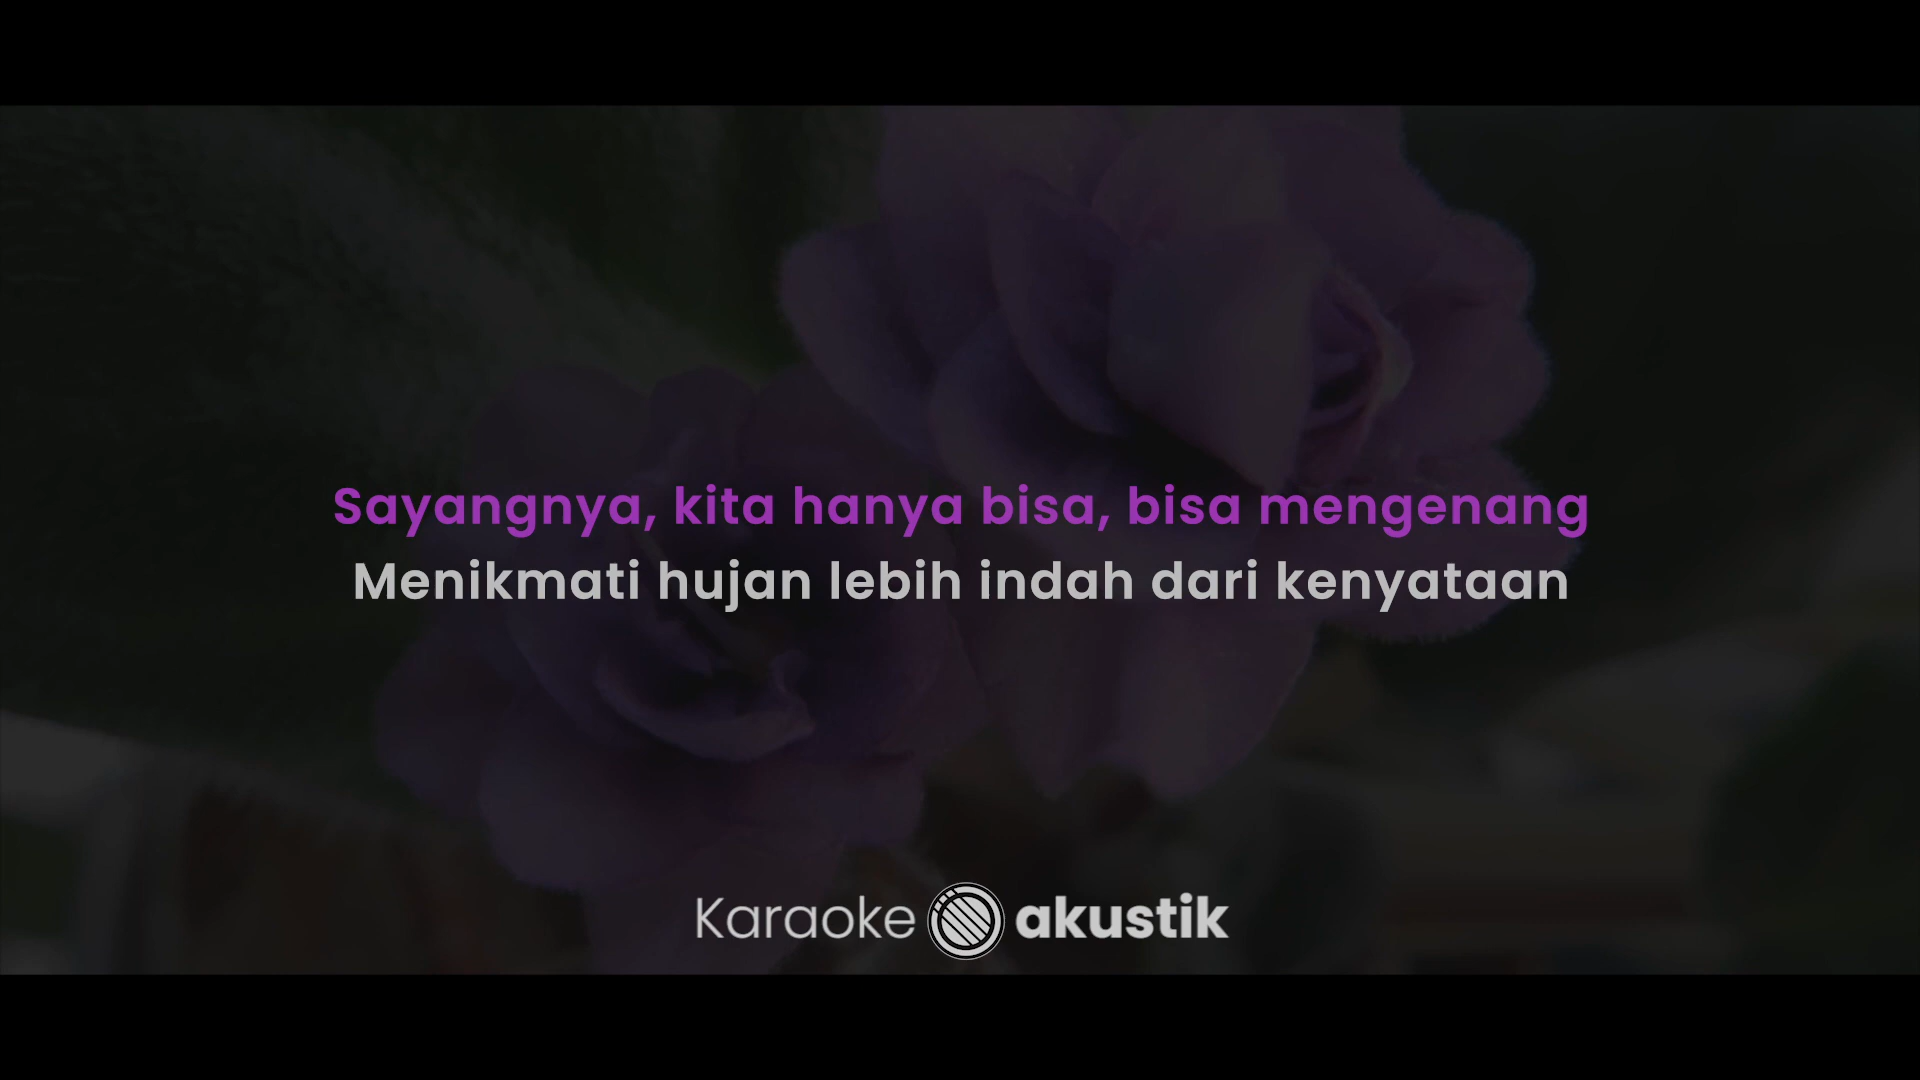 Sayangnya, kita hanya bisa, bisa mengenang
Menikmati hujan lebih indah dari kenyataan
Karaoke akustik